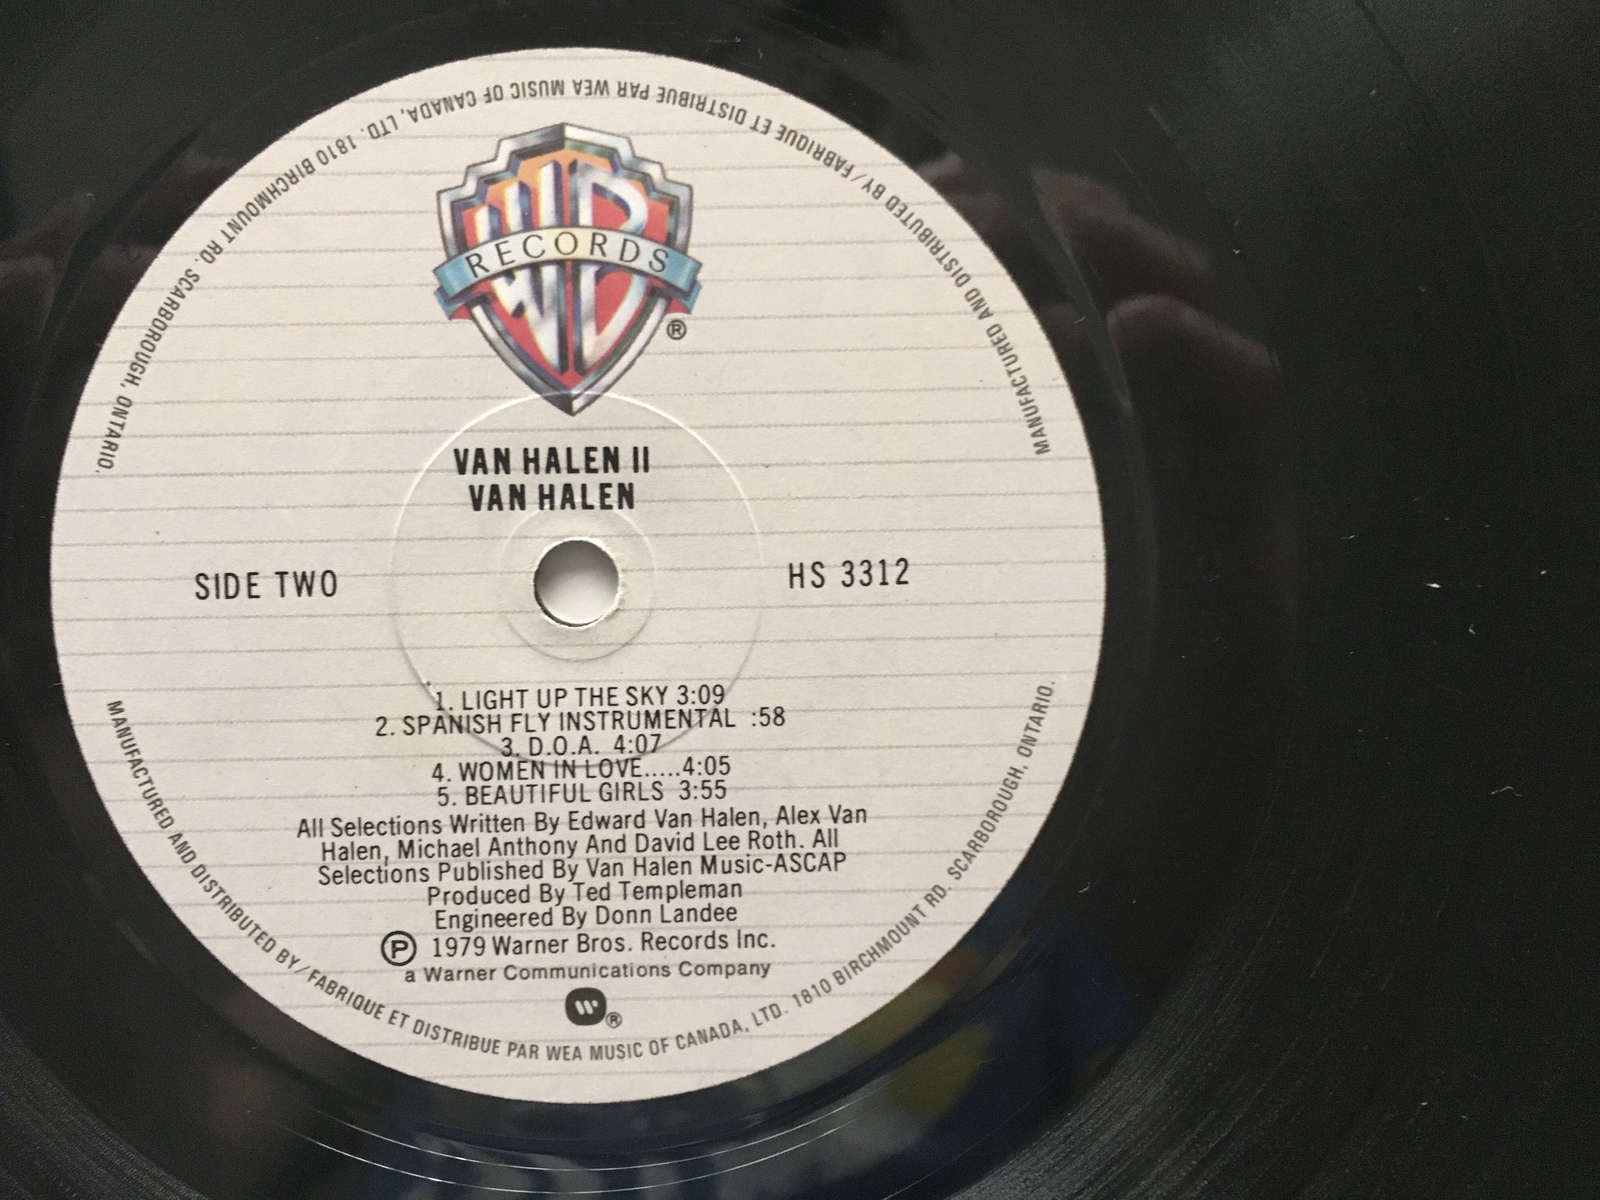 MANUFACTURED AND DISTRIBUTED BY/FABRIQUE ET DISTRIBUE PAR WEA MUSIC OF CANADA, LTD. 1810 BIRCHMOUNT RD. SCARBOROUGH, ONTARIO.
WB
RECORDS
®
VAN HALEN II
VAN HALEN
SIDE TWO
HS 3312
1. LIGHT UP THE SKY 3:09
2. SPANISH FLY INSTRUMENTAL :58
3. D.O.A. 4:07
4. WOMEN IN LOVE.....4:05
5. BEAUTIFUL GIRLS 3:55
All Selections Written By Edward Van Halen, Alex Van
Halen, Michael Anthony And David Lee Roth. All
Selections Published By Van Halen Music-ASCAP
Produced By Ted Templeman
Engineered By Donn Landee
Ⓟ 1979 Warner Bros. Records Inc.
a Warner Communications Company
W®
MANUFACTURED AND DISTRIBUTED BY/FABRIQUE ET DISTRIBUE PAR WEA MUSIC OF CANADA, LTD. 1810 BIRCHMOUNT RD. SCARBOROUGH, ONTARIO.